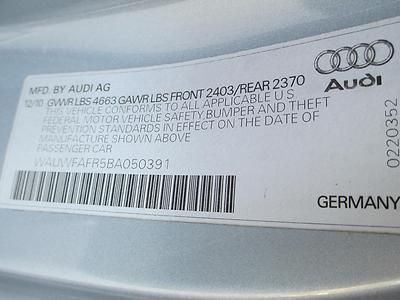 MFD. BY AUDI AG
12/10 GVWR LBS 4663 GAWR LBS FRONT 2403/REAR 2370
THIS VEHICLE CONFORMS TO ALL APPLICABLE U S
FEDERAL MOTOR VEHICLE SAFETY, BUMPER AND THEFT
PREVENTION STANDARDS IN EFFECT ON THE DATE OF
MANUFACTURE SHOWN ABOVE
PASSENGER CAR
WAUWFAFR5BA050391
Audi
0220352
GERMANY